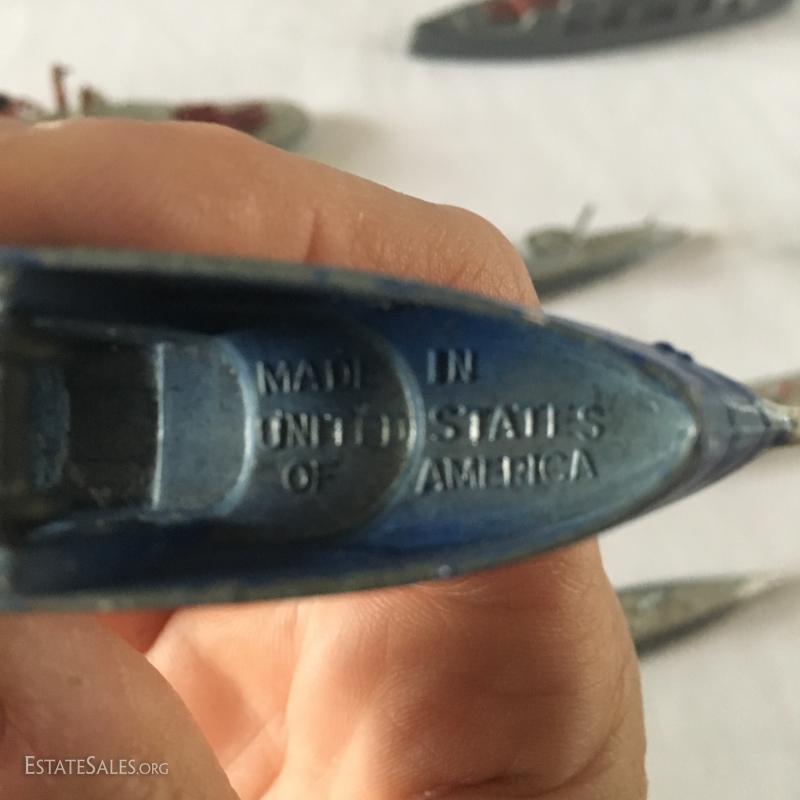 MADE IN
UNITED STATES
OF AMERICA
ESTATESALES.ORG